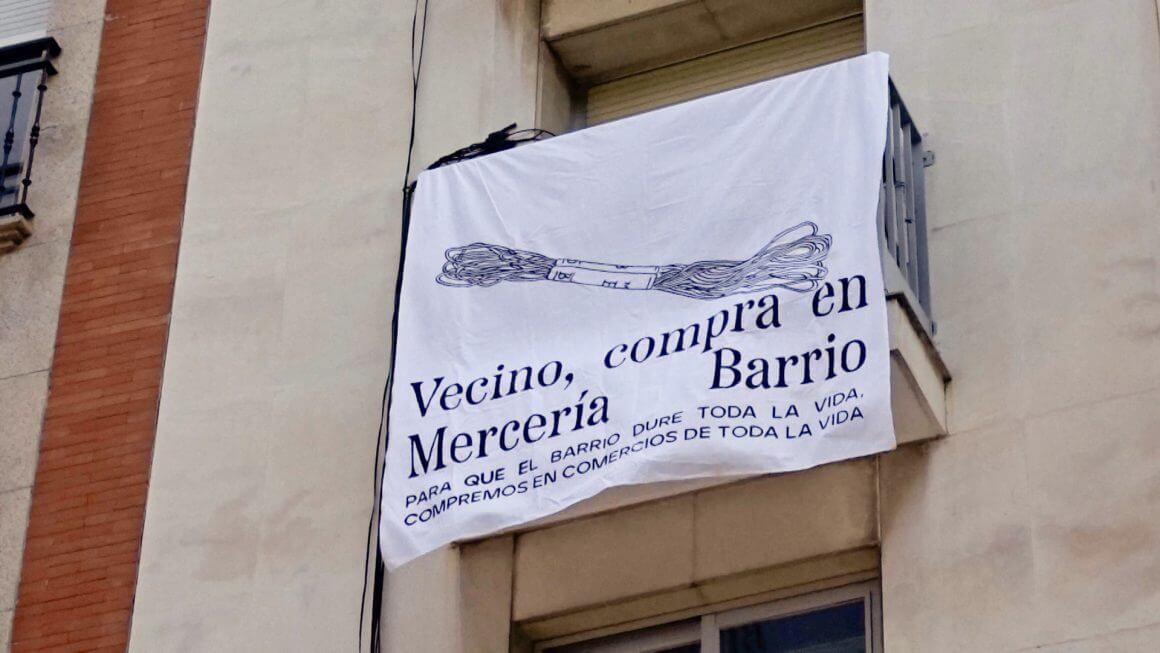 Vecino, compra en
Mercería Barrio
PARA QUE EL BARRIO DURE TODA LA VIDA,
COMPREMOS EN COMERCIOS DE TODA LA VIDA